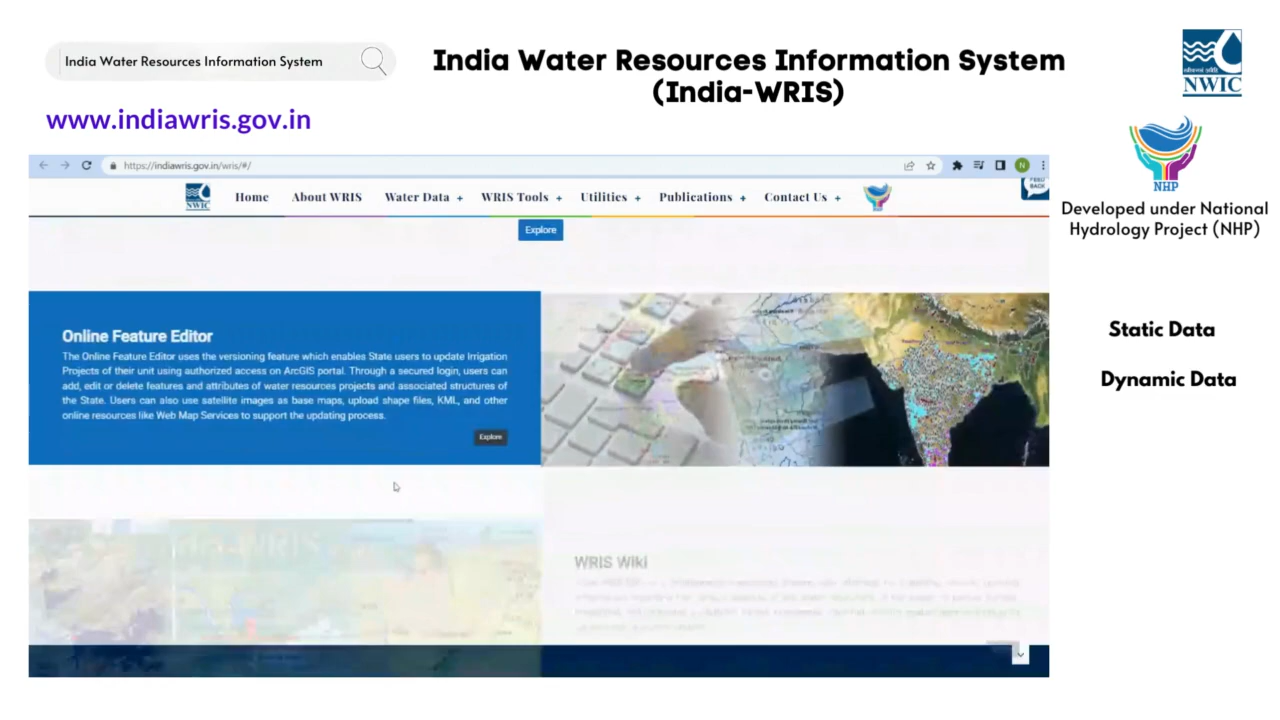 India Water Resources Information System
India Water Resources Information System
(India-WRIS)
www.indiawris.gov.in
NWIC
NHP
Developed under National
Hydrology Project (NHP)
https://indiawris.gov.in/wris/#/
N
NWIC
Home
About WRIS
Water Data +
WRIS Tools +
Utilities +
Publications +
Contact Us +
FEED
BACK
Explore
Static Data
Dynamic Data
Online Feature Editor
The Online Feature Editor uses the versioning feature which enables State users to update Irrigation
Projects of their unit using authorized access on ArcGIS portal. Through a secured login, users can
add, edit or delete features and attributes of water resources projects and associated structures of
the State. Users can also use satellite images as base maps, upload shape files, KML, and other
online resources like Web Map Services to support the updating process.
Explore
WRIS Wiki